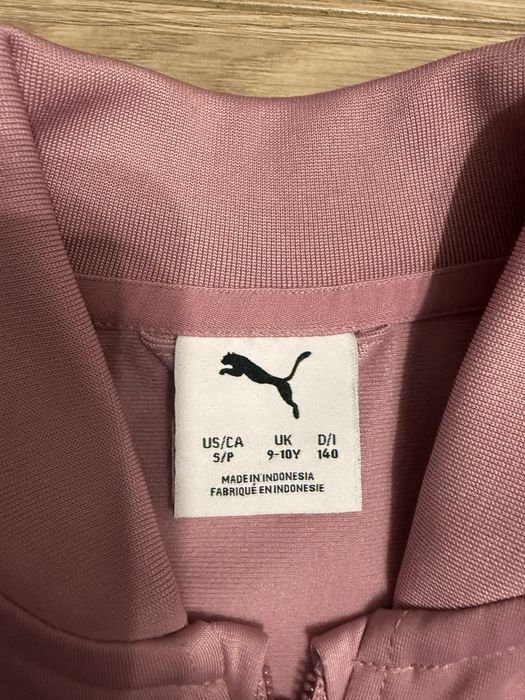 US/CA UK D/I
S/P 9-10Y 140
MADE IN INDONESIA
FABRIQUÉ EN INDONESIE